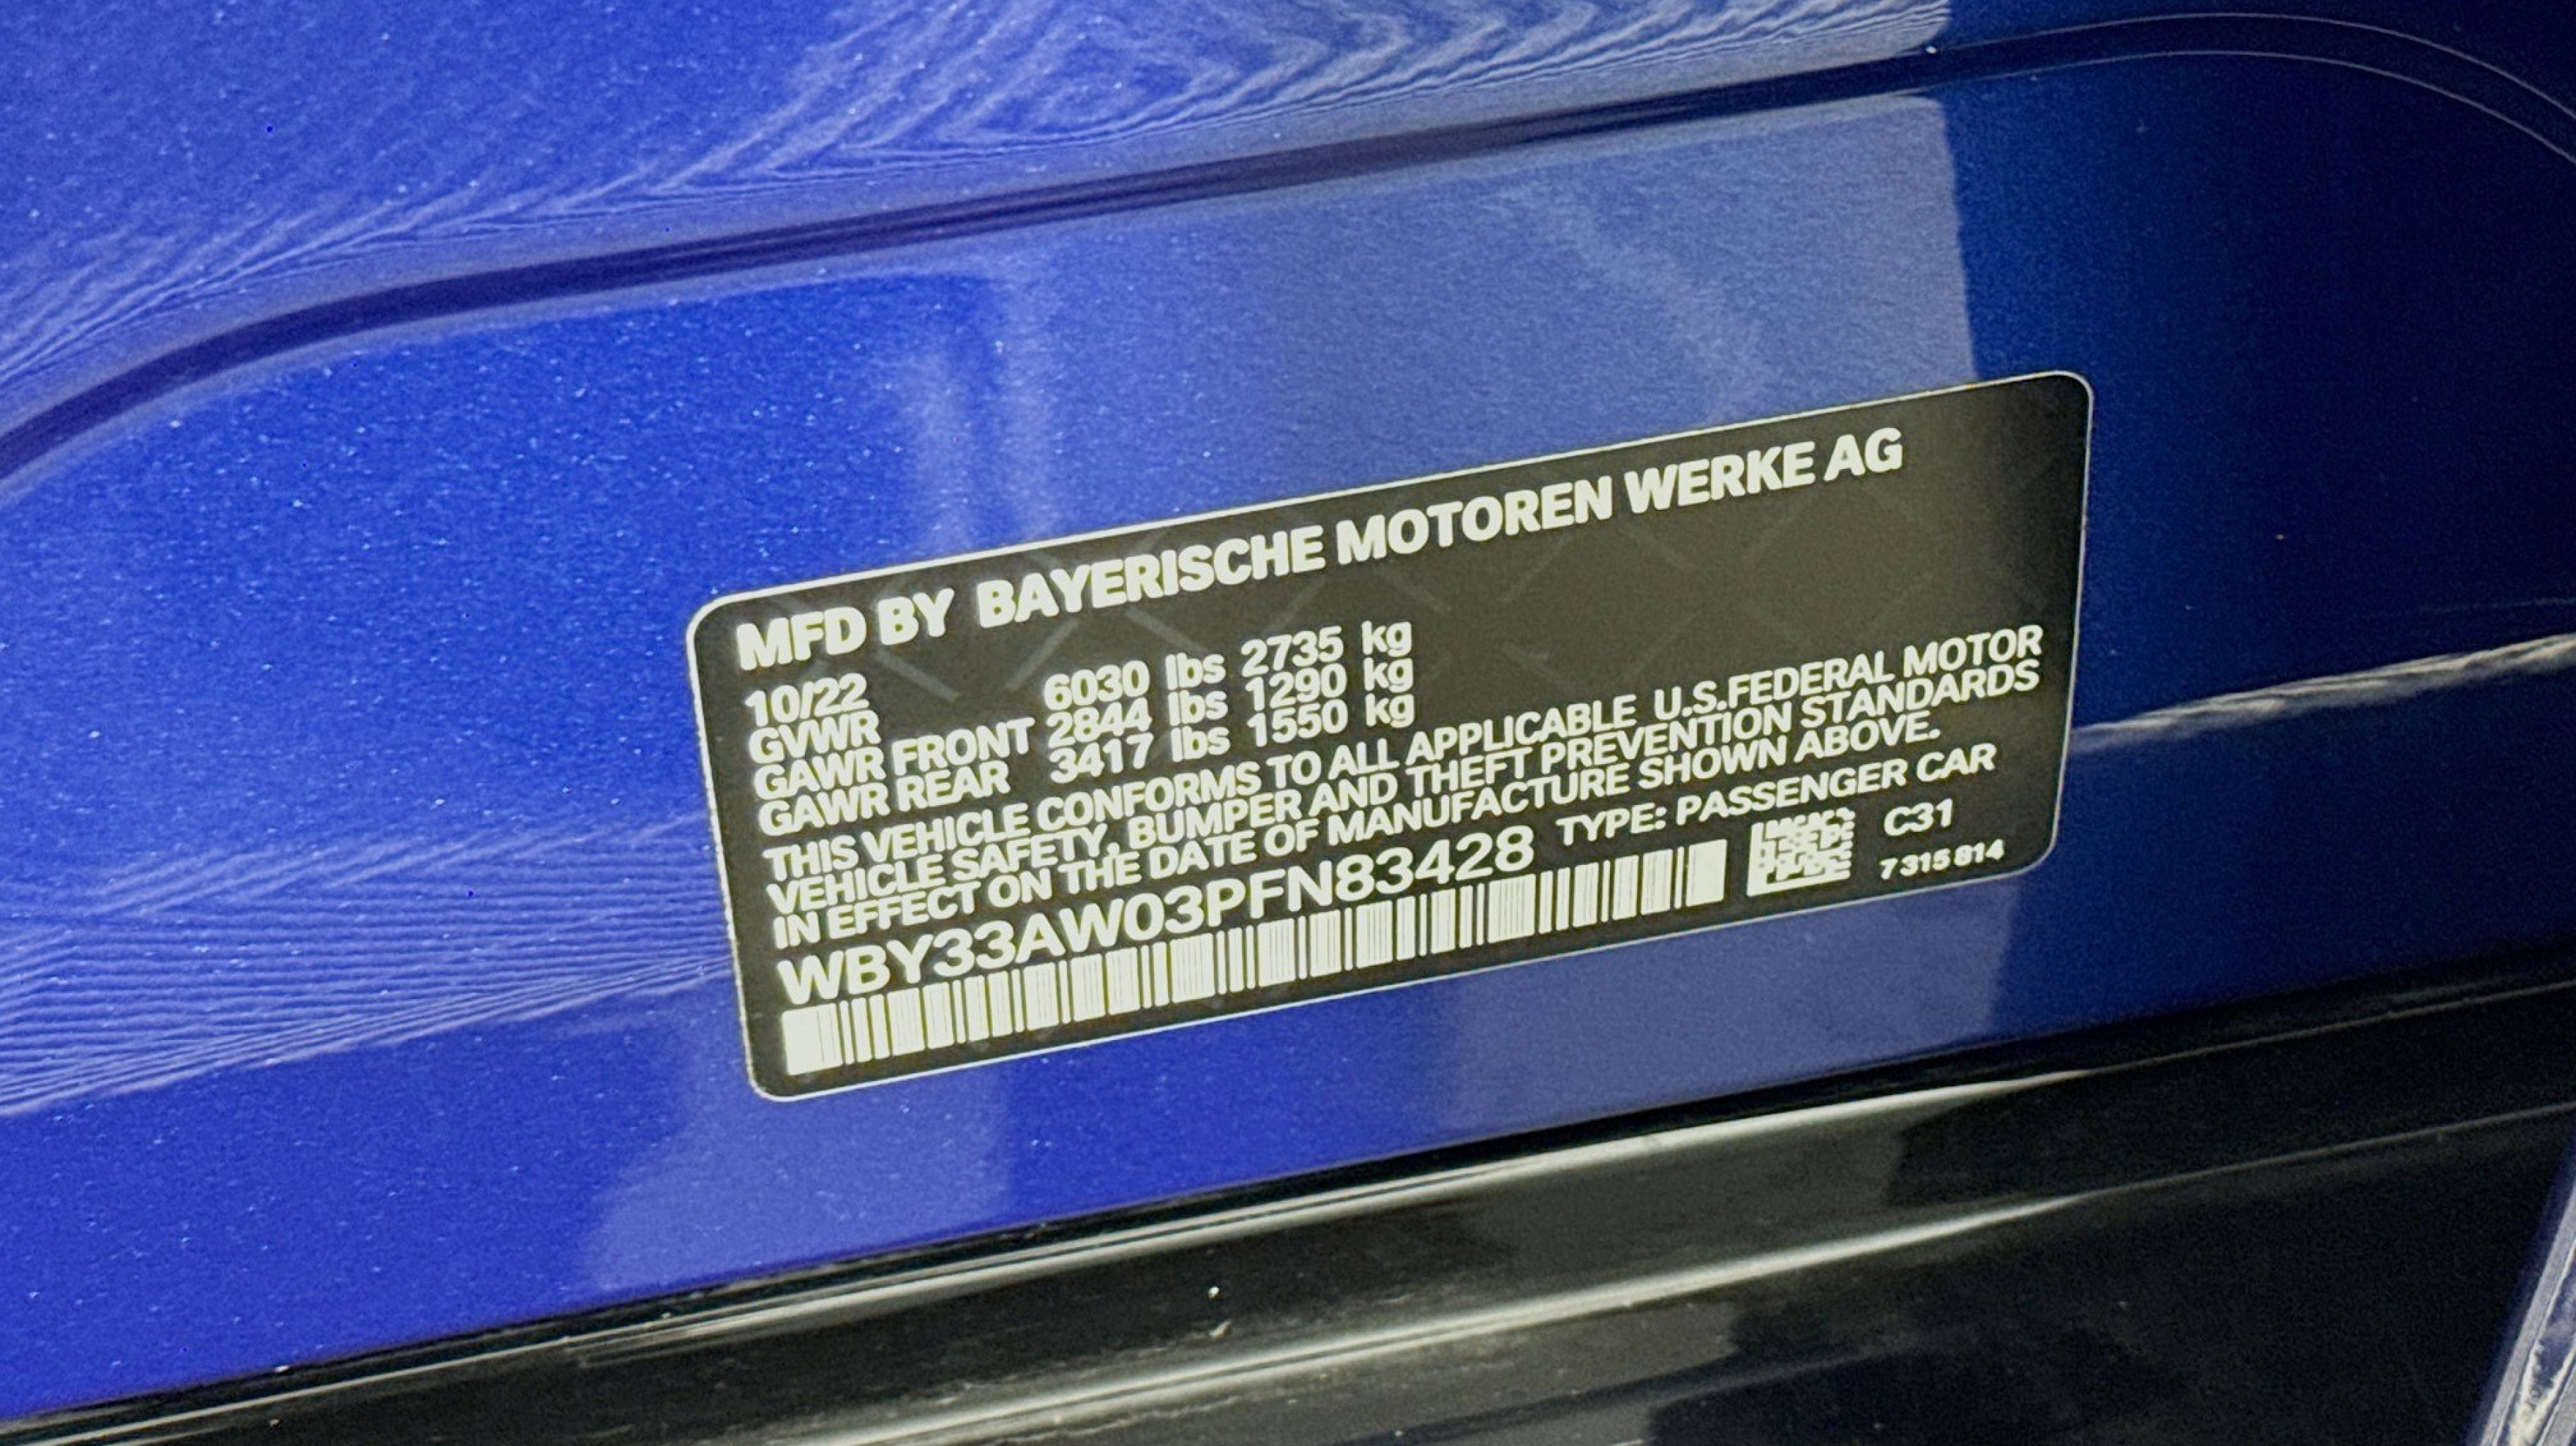 MFD BY BAYERISCHE MOTOREN WERKE AG
10/22
GVWR 6030 lbs 2735 kg
GAWR FRONT 2844 lbs 1290 kg
GAWR REAR 3417 lbs 1550 kg
THIS VEHICLE CONFORMS TO ALL APPLICABLE U.S.FEDERAL MOTOR
VEHICLE SAFETY, BUMPER AND THEFT PREVENTION STANDARDS
IN EFFECT ON THE DATE OF MANUFACTURE SHOWN ABOVE.
WBY33AW03PFN83428 TYPE: PASSENGER CAR
C31
7 315 814